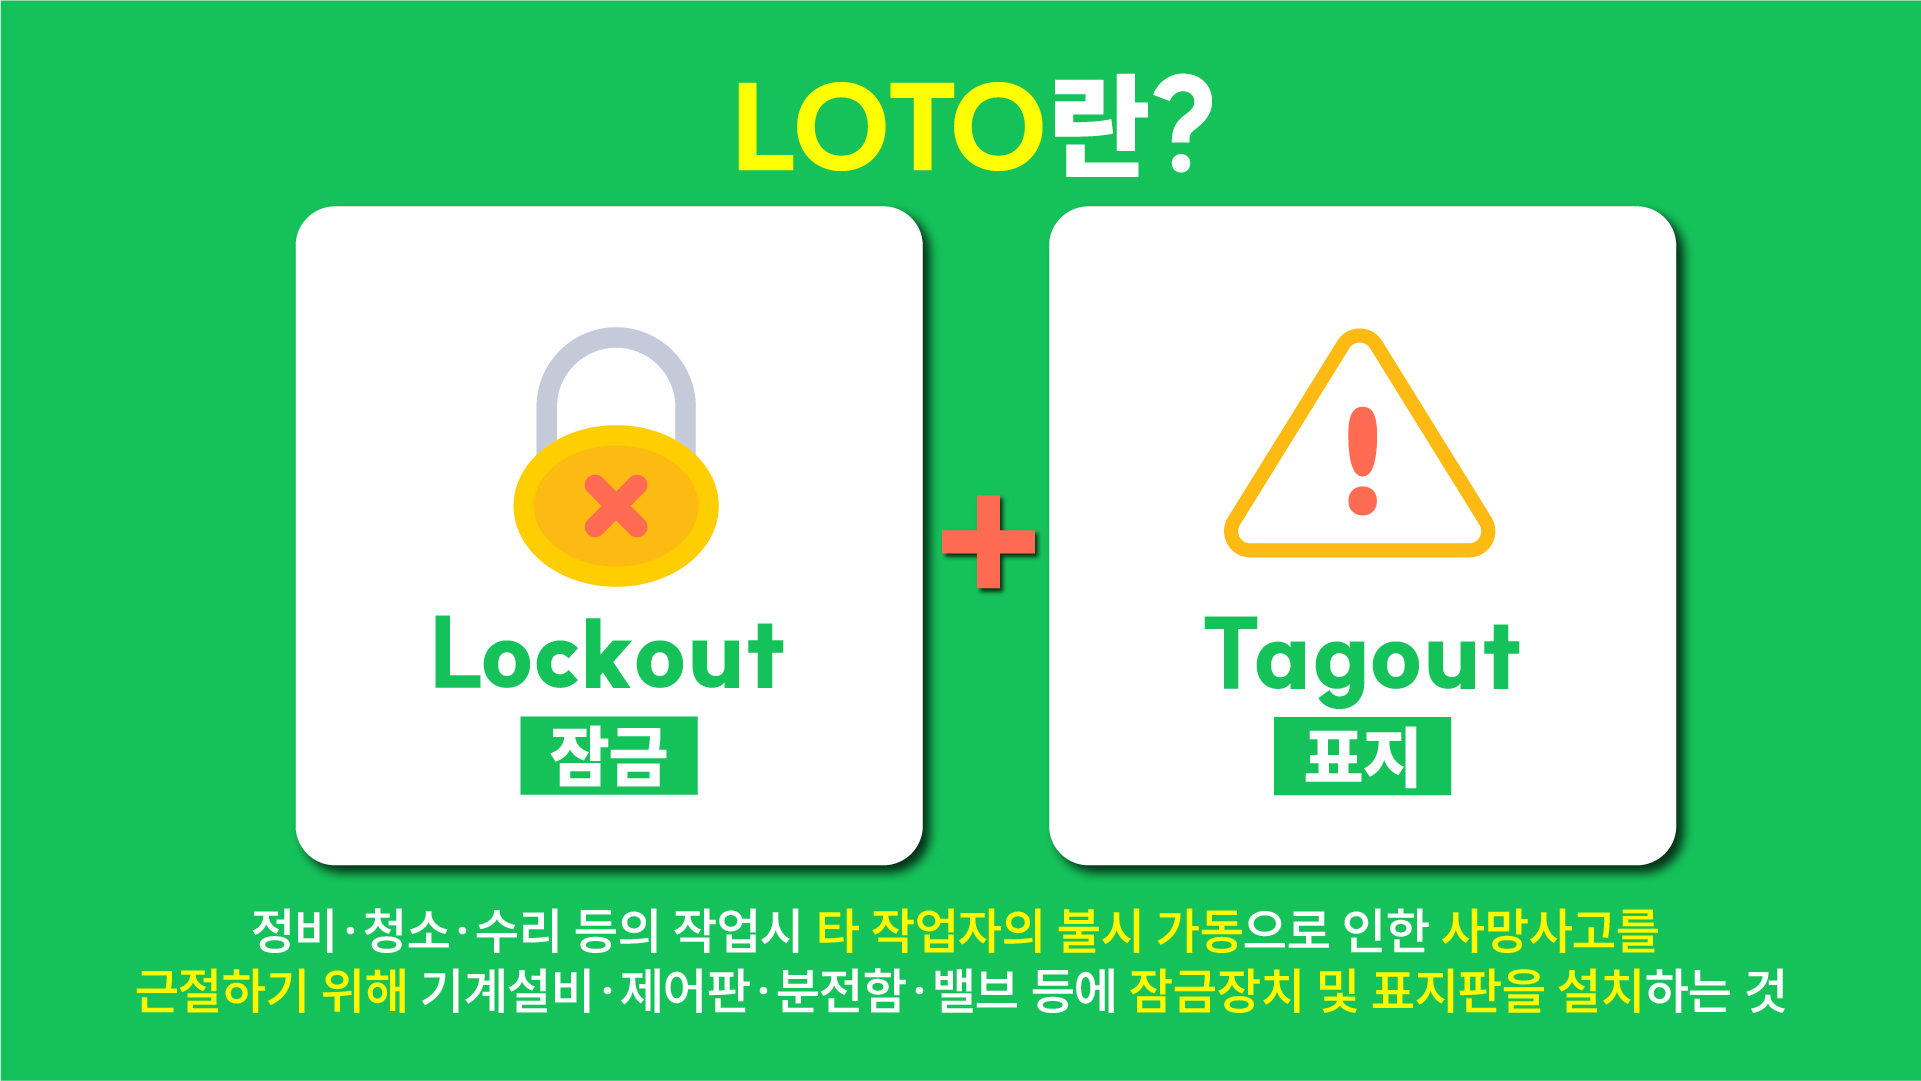 LOTO란?
Lockout
잠금
Tagout
표지
정비·청소·수리 등의 작업시 타 작업자의 불시 가동으로 인한 사망사고를
근절하기 위해 기계설비·제어판·분전함·밸브 등에 잠금장치 및 표지판을 설치하는 것